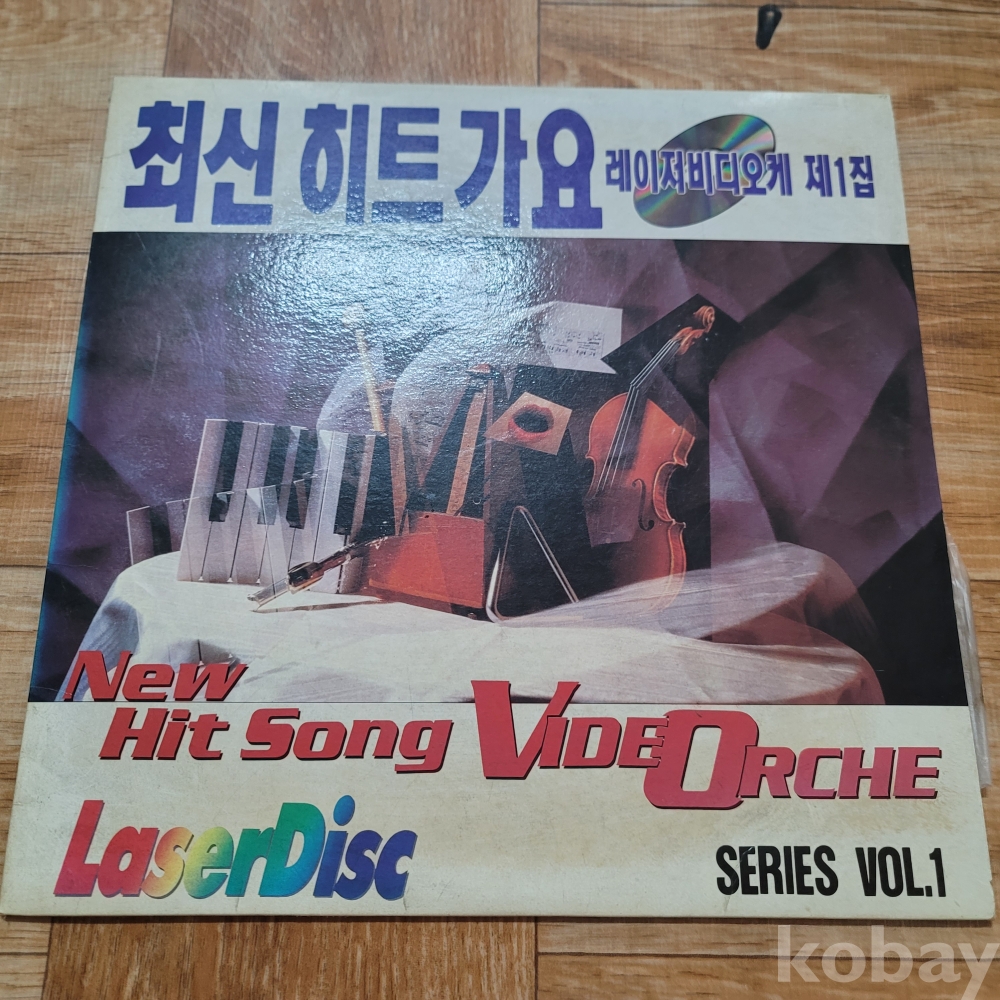 최신 히트 가요 레이져비디오케 제1집
New
Hit Song VIDEORCHE
LaserDisc
SERIES VOL.1
kobay